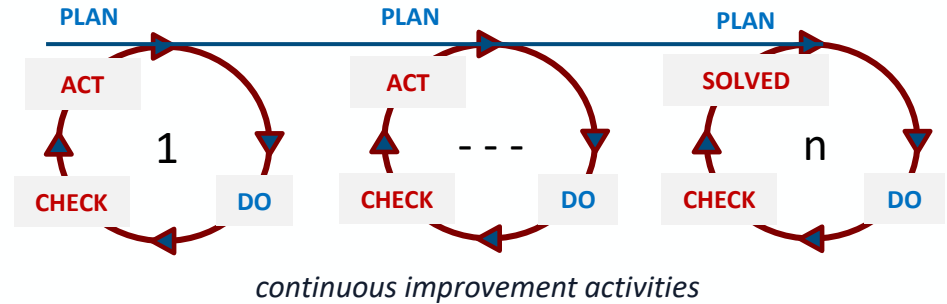 PLAN PLAN PLAN
ACT ACT SOLVED
1 - - - n
CHECK DO CHECK DO CHECK DO
continuous improvement activities